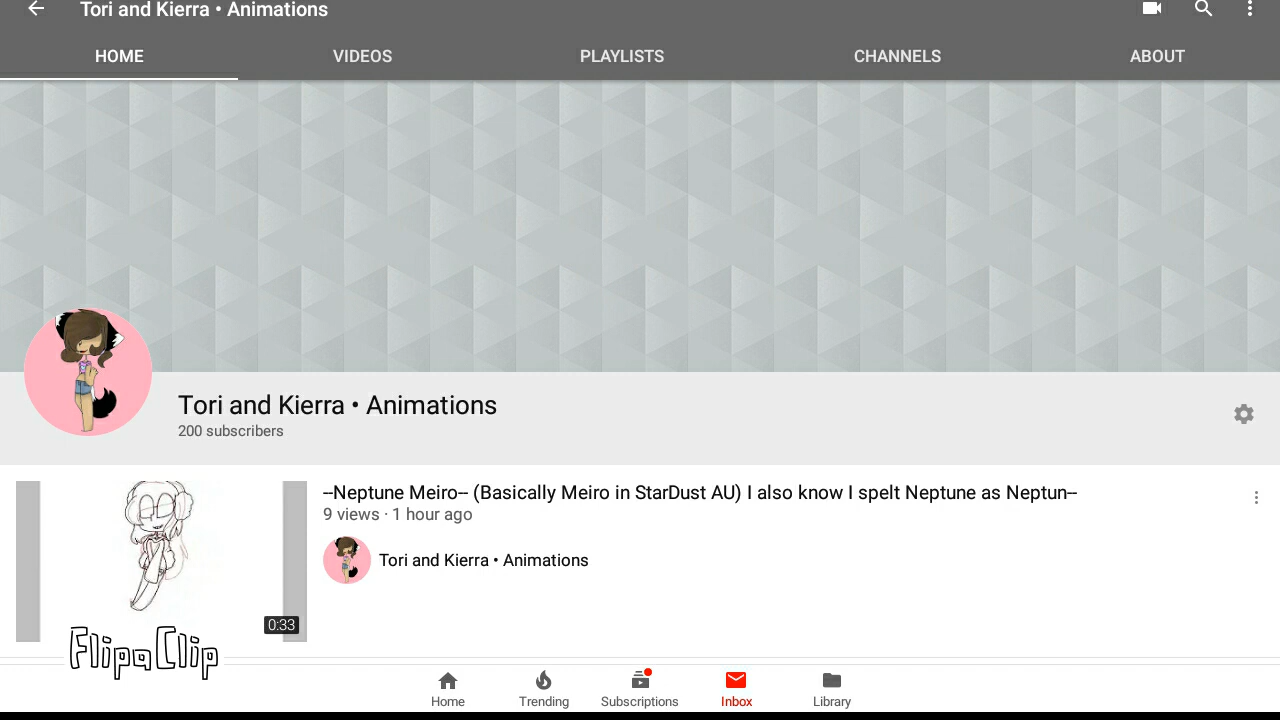 Tori and Kierra • Animations
HOME VIDEOS PLAYLISTS CHANNELS ABOUT
Tori and Kierra • Animations
200 subscribers
--Neptune Meiro-- (Basically Meiro in StarDust AU) I also know I spelt Neptune as Neptun--
9 views · 1 hour ago
Tori and Kierra • Animations
0:33
FlipaClip
Home Trending Subscriptions Inbox Library